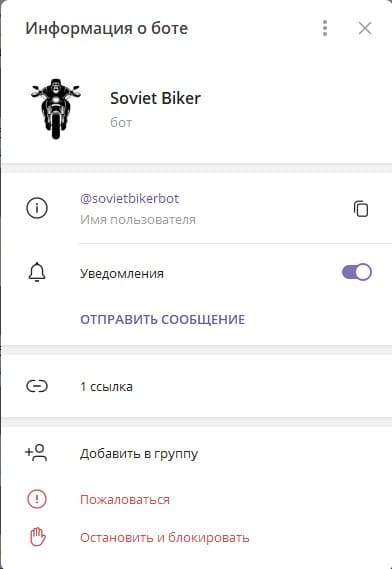 Информация о боте
Soviet Biker
бот
@sovietbikerbot
Имя пользователя
Уведомления
ОТПРАВИТЬ СООБЩЕНИЕ
1 ссылка
Добавить в группу
Пожаловаться
Остановить и блокировать